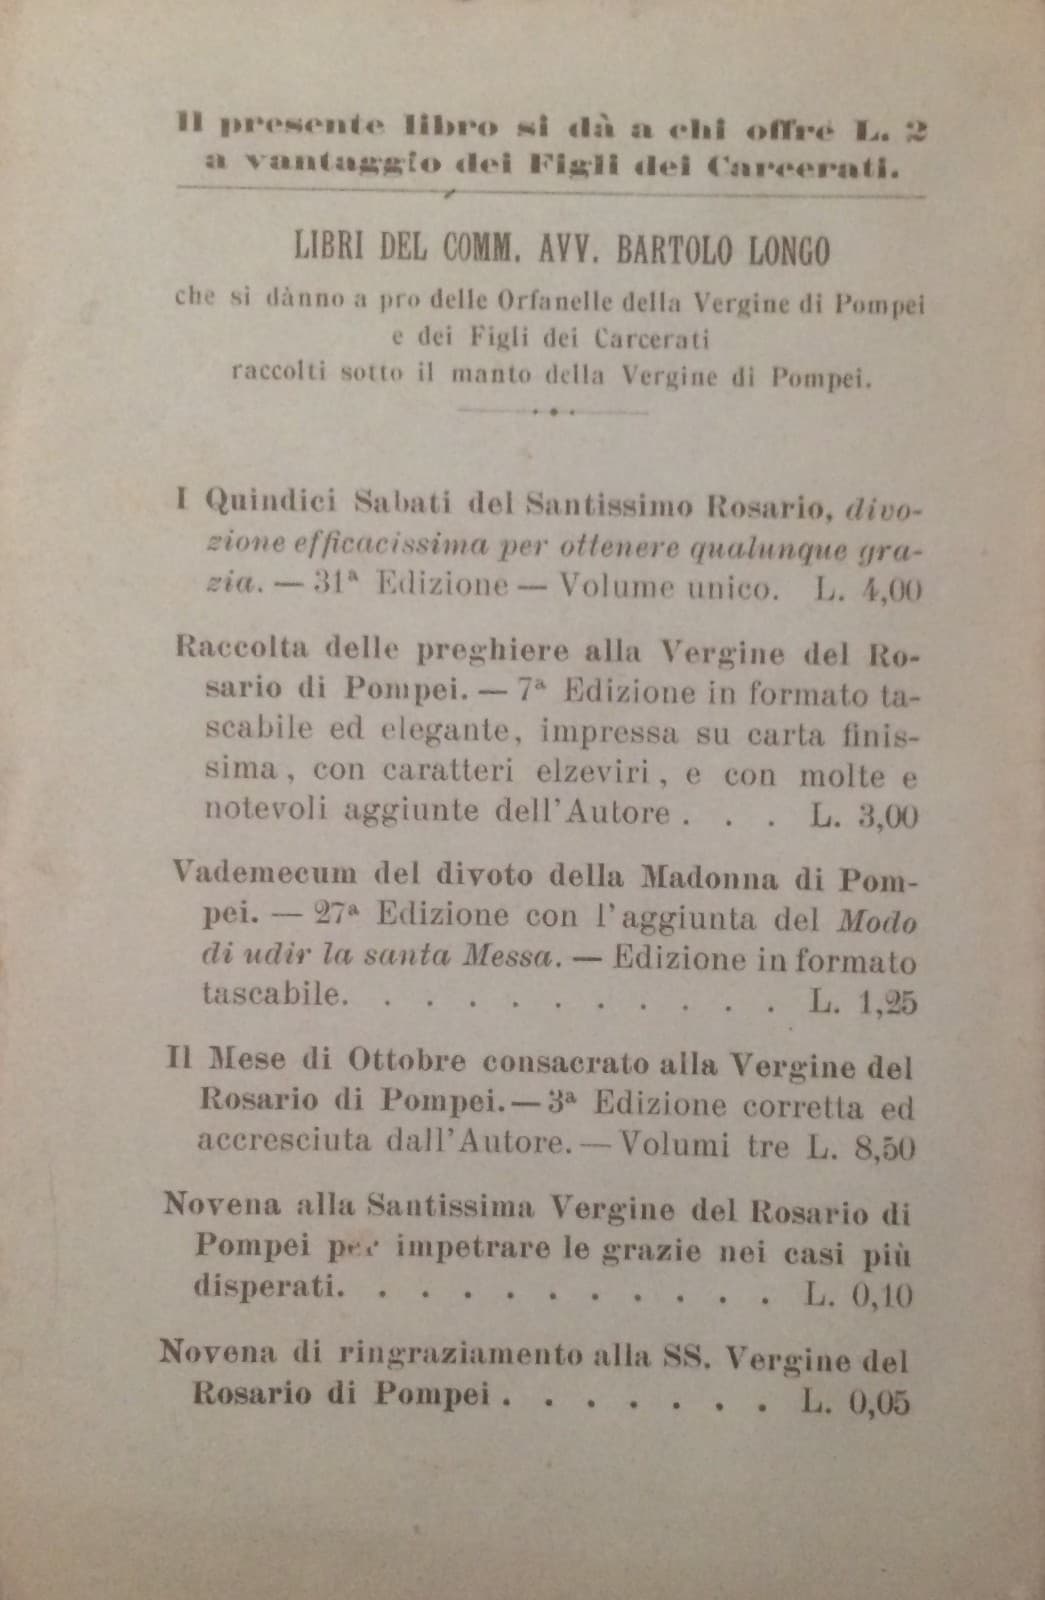 Il presente libro si dà a chi offre L. 2
a vantaggio dei Figli dei Carcerati.
LIBRI DEL COMM. AVV. BARTOLO LONGO
che si dànno a pro delle Orfanelle della Vergine di Pompei
e dei Figli dei Carcerati
raccolti sotto il manto della Vergine di Pompei.
I Quindici Sabati del Santissimo Rosario, divo-
zione efficacissima per ottenere qualunque gra-
zia. — 31ª Edizione — Volume unico. L. 4,00
Raccolta delle preghiere alla Vergine del Ro-
sario di Pompei. — 7ª Edizione in formato ta-
scabile ed elegante, impressa su carta finis-
sima, con caratteri elzeviri, e con molte e
notevoli aggiunte dell'Autore . . . L. 3,00
Vademecum del divoto della Madonna di Pom-
pei. — 27ª Edizione con l'aggiunta del Modo
di udir la santa Messa. — Edizione in formato
tascabile. . . . . . . . . . . L. 1,25
Il Mese di Ottobre consacrato alla Vergine del
Rosario di Pompei. — 3ª Edizione corretta ed
accresciuta dall'Autore. — Volumi tre L. 8,50
Novena alla Santissima Vergine del Rosario di
Pompei per impetrare le grazie nei casi più
disperati. . . . . . . . . . . L. 0,10
Novena di ringraziamento alla SS. Vergine del
Rosario di Pompei . . . . . . . L. 0,05